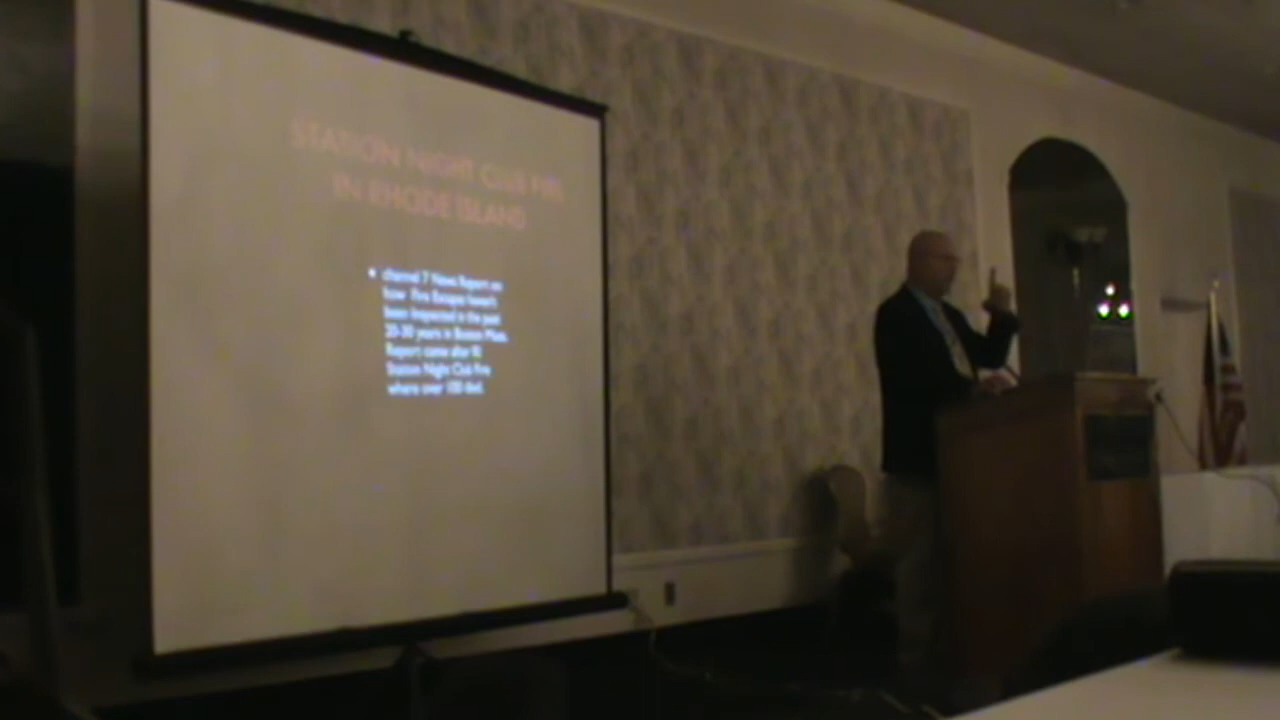 STATION NIGHT CLUB FIRE
IN RHODE ISLAND
• channel 7 News Report on
how Fire Escapes haven't
been Inspected in the past
20-30 years in Boston Mass.
Report came after RI
Station Night Club Fire
where over 100 died.